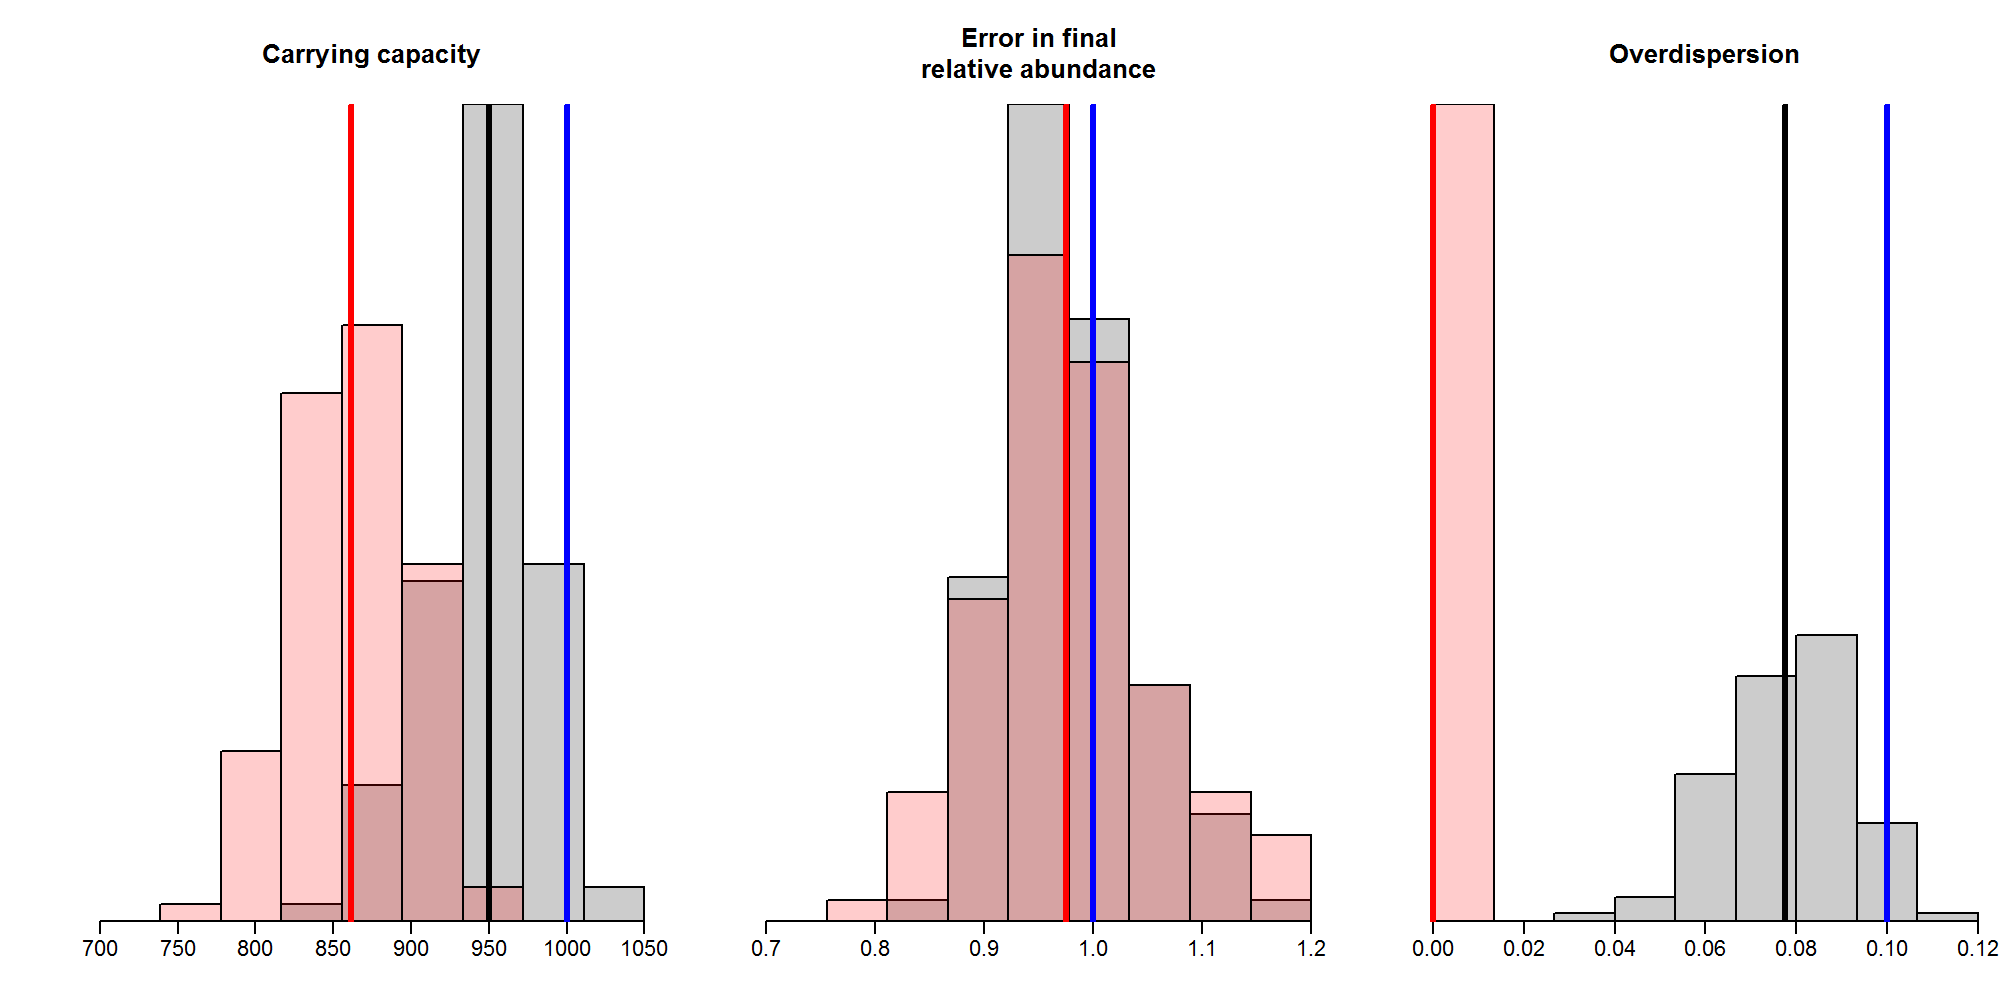 Carrying capacity
Error in final
relative abundance
Overdispersion
700 750 800 850 900 950 1000 1050
0.7 0.8 0.9 1.0 1.1 1.2
0.00 0.02 0.04 0.06 0.08 0.10 0.12